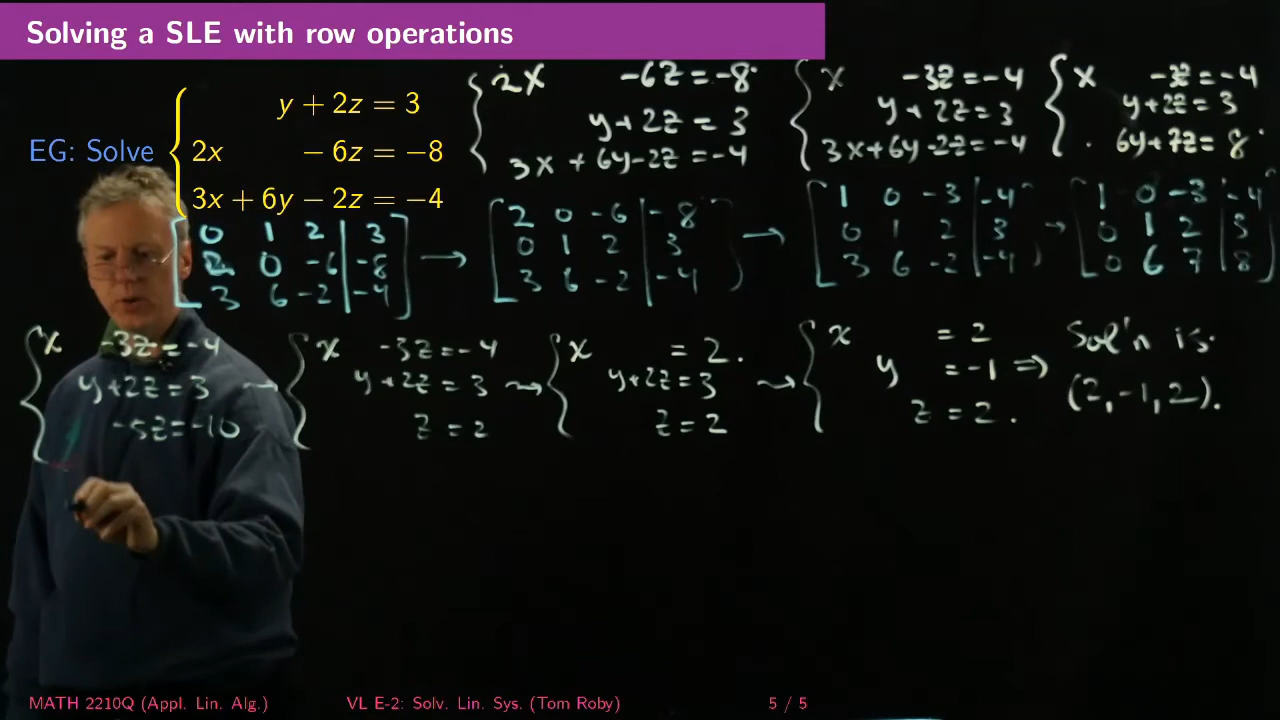 Solving a SLE with row operations
EG: Solve
y + 2z = 3
2x − 6z = −8
3x + 6y − 2z = −4
2x -6z = -8
y + 2z = 3
3x + 6y - 2z = -4
x -3z = -4
y + 2z = 3
3x + 6y - 2z = -4
x -3z = -4
y + 2z = 3
6y + 7z = 8
0 1 2 | 3
2 0 -6 | -8
3 6 -2 | -4
→
2 0 -6 | -8
0 1 2 | 3
3 6 -2 | -4
→
1 0 -3 | -4
0 1 2 | 3
3 6 -2 | -4
→
1 0 -3 | -4
0 1 2 | 3
0 6 7 | 8
x -3z = -4
y + 2z = 3
-5z = -10
x -3z = -4
y + 2z = 3
z = 2
x = 2.
y + 2z = 3
z = 2
x = 2
y = -1 ⇒
z = 2.
Sol'n is
(2, -1, 2).
MATH 2210Q (Appl. Lin. Alg.) VL E-2: Solv. Lin. Sys. (Tom Roby) 5 / 5